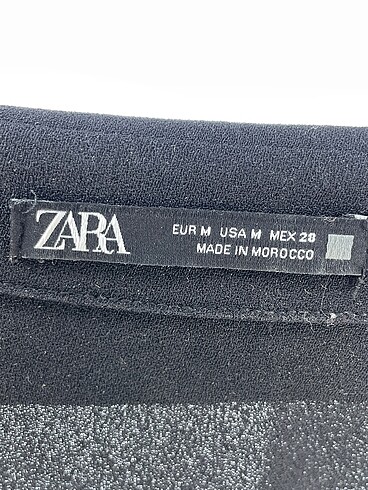 ZARA
EUR M USA M MEX 28
MADE IN MOROCCO